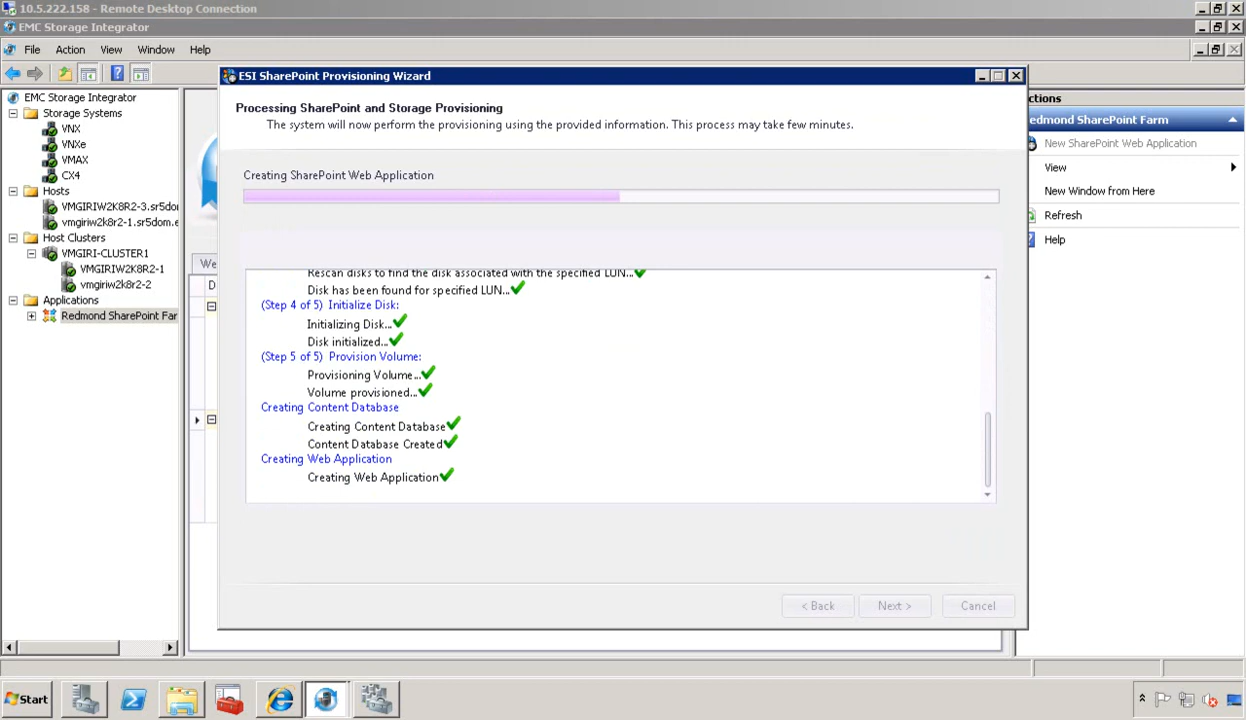 10.5.222.158 - Remote Desktop Connection
EMC Storage Integrator
File Action View Window Help
EMC Storage Integrator
Storage Systems
VNX
VNXe
VMAX
CX4
Hosts
VMGIRIW2K8R2-3.sr5dom
vmgiriw2k8r2-1.sr5dom.e
Host Clusters
VMGIRI-CLUSTER1
VMGIRIW2K8R2-1
vmgiriw2k8r2-2
Applications
Redmond SharePoint Far
We
D
ESI SharePoint Provisioning Wizard
Processing SharePoint and Storage Provisioning
The system will now perform the provisioning using the provided information. This process may take few minutes.
Creating SharePoint Web Application
Rescan disks to find the disk associated with the specified LUN...
Disk has been found for specified LUN...
(Step 4 of 5) Initialize Disk:
Initializing Disk...
Disk initialized...
(Step 5 of 5) Provision Volume:
Provisioning Volume...
Volume provisioned...
Creating Content Database
Creating Content Database
Content Database Created
Creating Web Application
Creating Web Application
< Back Next > Cancel
ctions
edmond SharePoint Farm
New SharePoint Web Application
View
New Window from Here
Refresh
Help
Start